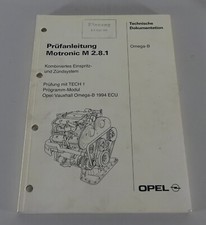 Technische
Dokumentation
Prüfanleitung
Motronic M 2.8.1
Omega-B
Kombiniertes Einspritz-
und Zündsystem
Prüfung mit TECH 1
Programm-Modul
Opel/Vauxhall Omega-B 1994 ECU
OPEL